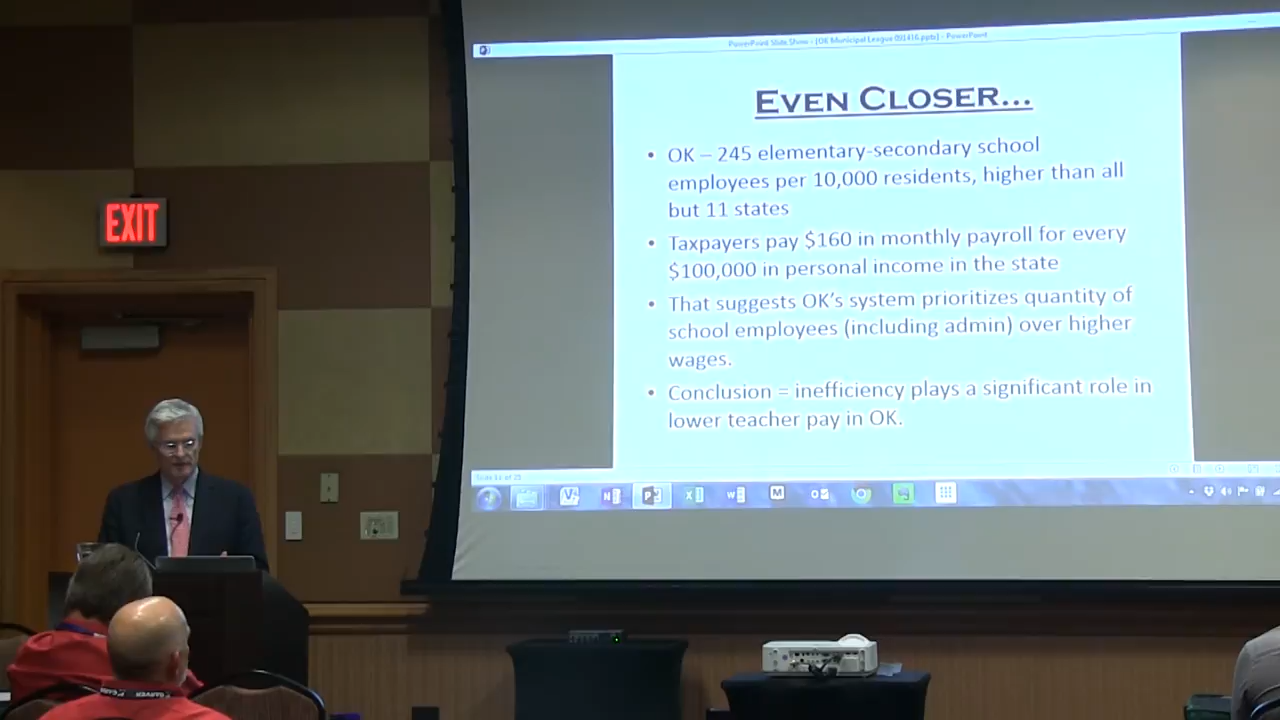 PowerPoint Slide Show - [OK Municipal League 091416.pptx] - PowerPoint
EVEN CLOSER...
• OK – 245 elementary-secondary school
employees per 10,000 residents, higher than all
but 11 states
• Taxpayers pay $160 in monthly payroll for every
$100,000 in personal income in the state
• That suggests OK's system prioritizes quantity of
school employees (including admin) over higher
wages.
• Conclusion = inefficiency plays a significant role in
lower teacher pay in OK.
EXIT